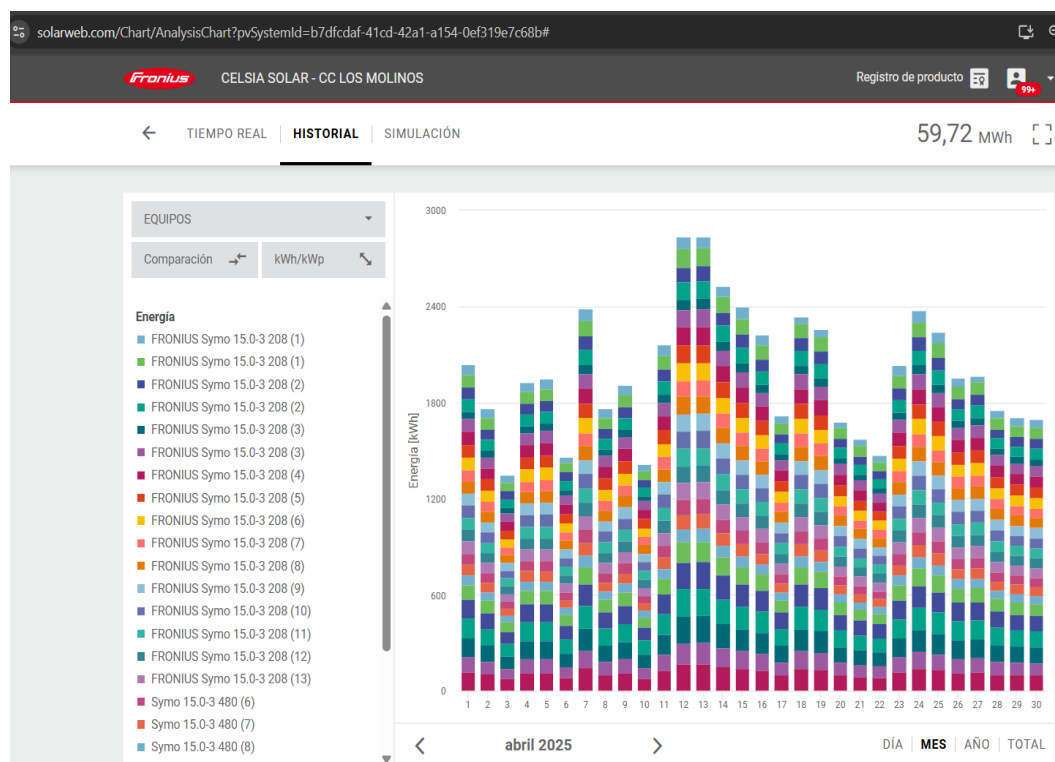 solarweb.com/Chart/AnalysisChart?pvSystemId=b7dfcdaf-41cd-42a1-a154-0ef319e7c68b#
Fronius
CELSIA SOLAR - CC LOS MOLINOS
Registro de producto
99+
TIEMPO REAL
HISTORIAL
SIMULACIÓN
59,72 MWh
EQUIPOS
Comparación
kWh/kWp
Energía
FRONIUS Symo 15.0-3 208 (1)
FRONIUS Symo 15.0-3 208 (1)
FRONIUS Symo 15.0-3 208 (2)
FRONIUS Symo 15.0-3 208 (2)
FRONIUS Symo 15.0-3 208 (3)
FRONIUS Symo 15.0-3 208 (3)
FRONIUS Symo 15.0-3 208 (4)
FRONIUS Symo 15.0-3 208 (5)
FRONIUS Symo 15.0-3 208 (6)
FRONIUS Symo 15.0-3 208 (7)
FRONIUS Symo 15.0-3 208 (8)
FRONIUS Symo 15.0-3 208 (9)
FRONIUS Symo 15.0-3 208 (10)
FRONIUS Symo 15.0-3 208 (11)
FRONIUS Symo 15.0-3 208 (12)
FRONIUS Symo 15.0-3 208 (13)
Symo 15.0-3 480 (6)
Symo 15.0-3 480 (7)
Symo 15.0-3 480 (8)
Energía [kWh]
3000
2400
1800
1200
600
0
1 2 3 4 5 6 7 8 9 10 11 12 13 14 15 16 17 18 19 20 21 22 23 24 25 26 27 28 29 30
abril 2025
DÍA
MES
AÑO
TOTAL